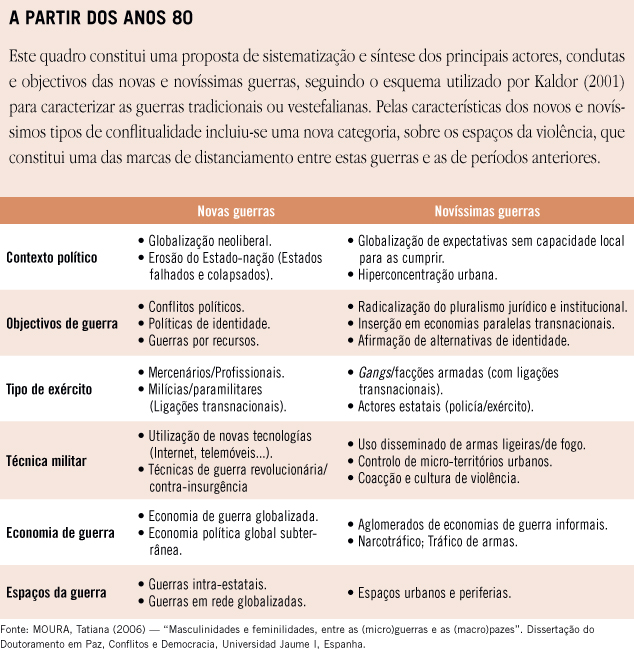 A PARTIR DOS ANOS 80
Este quadro constitui uma proposta de sistematização e síntese dos principais actores, condutas
e objectivos das novas e novíssimas guerras, seguindo o esquema utilizado por Kaldor (2001)
para caracterizar as guerras tradicionais ou vestefalianas. Pelas características dos novos e novís-
simos tipos de conflitualidade incluiu-se uma nova categoria, sobre os espaços da violência, que
constitui uma das marcas de distanciamento entre estas guerras e as de períodos anteriores.
Novas guerras
Novíssimas guerras
Contexto político
• Globalização neoliberal.
• Erosão do Estado-nação (Estados
falhados e colapsados).
• Globalização de expectativas sem capacidade local
para as cumprir.
• Hiperconcentração urbana.
Objectivos de guerra
• Conflitos políticos.
• Políticas de identidade.
• Guerras por recursos.
• Radicalização do pluralismo jurídico e institucional.
• Inserção em economias paralelas transnacionais.
• Afirmação de alternativas de identidade.
Tipo de exército
• Mercenários/Profissionais.
• Milícias/paramilitares
(Ligações transnacionais).
• Gangs/facções armadas (com ligações
transnacionais).
• Actores estatais (policía/exército).
Técnica militar
• Utilização de novas tecnologías
(Internet, telemóveis...).
• Técnicas de guerra revolucionária/
contra-insurgência
• Uso disseminado de armas ligeiras/de fogo.
• Controlo de micro-territórios urbanos.
• Coacção e cultura de violência.
Economia de guerra
• Economia de guerra globalizada.
• Economia política global subter-
rânea.
• Aglomerados de economias de guerra informais.
• Narcotráfico; Tráfico de armas.
Espaços da guerra
• Guerras intra-estatais.
• Guerras em rede globalizadas.
• Espaços urbanos e periferias.
Fonte: MOURA, Tatiana (2006) — “Masculinidades e feminilidades, entre as (micro)guerras e as (macro)pazes”. Dissertação do
Doutoramento em Paz, Conflitos e Democracia, Universidad Jaume I, Espanha.